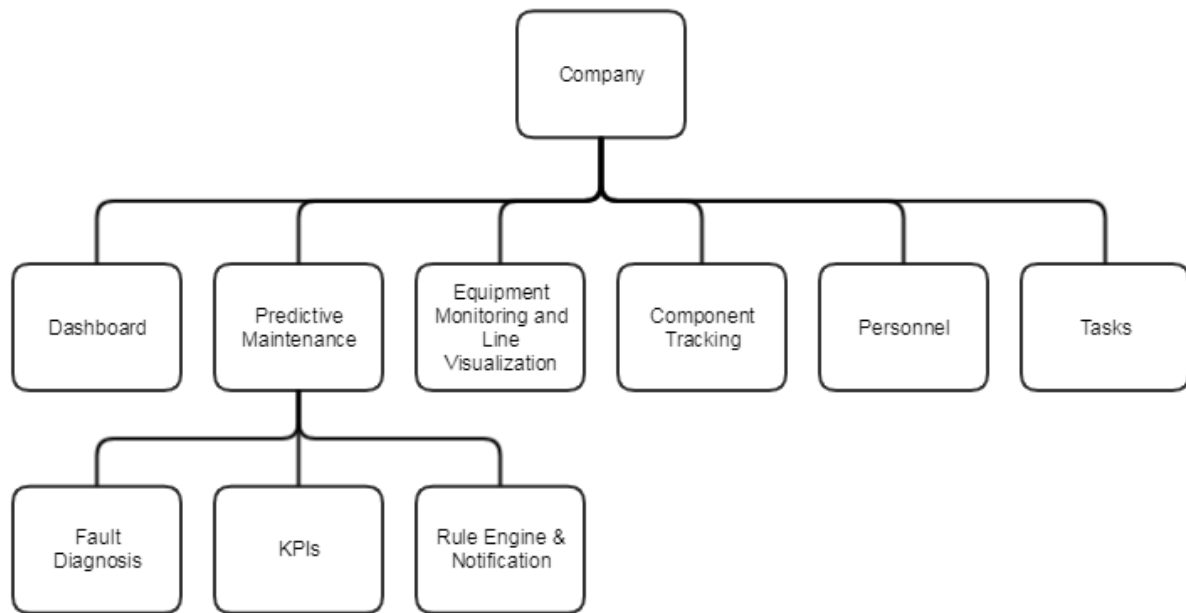 Company
Dashboard
Predictive
Maintenance
Equipment
Monitoring and
Line
Visualization
Component
Tracking
Personnel
Tasks
Fault
Diagnosis
KPIs
Rule Engine &
Notification